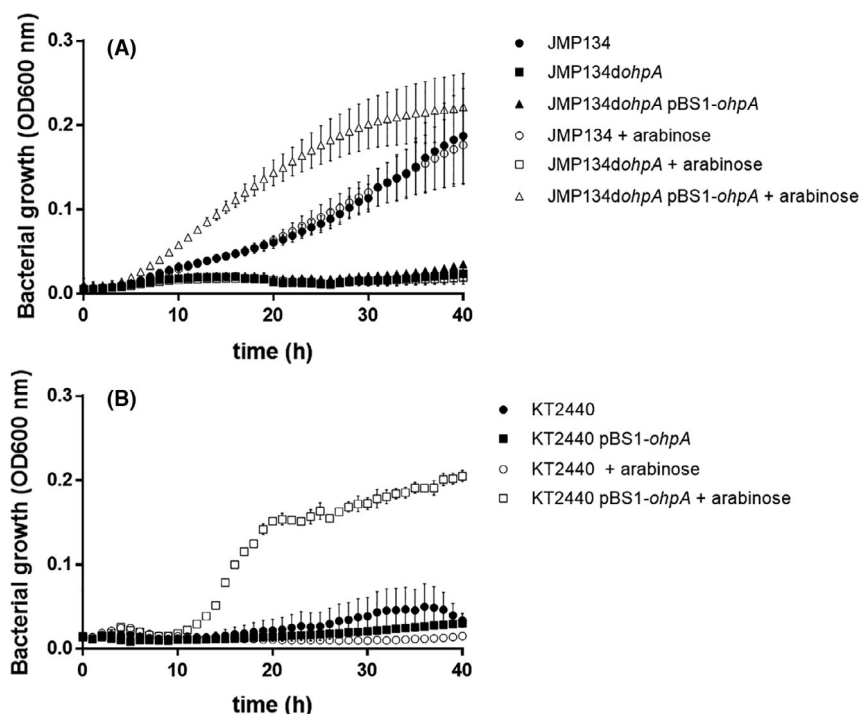 (A)
Bacterial growth (OD600 nm)
0.3
0.2
0.1
0.0
0 10 20 30 40
time (h)
JMP134
JMP134dohpA
JMP134dohpA pBS1-ohpA
JMP134 + arabinose
JMP134dohpA + arabinose
JMP134dohpA pBS1-ohpA + arabinose
(B)
Bacterial growth (OD600 nm)
0.3
0.2
0.1
0.0
0 10 20 30 40
time (h)
KT2440
KT2440 pBS1-ohpA
KT2440 + arabinose
KT2440 pBS1-ohpA + arabinose